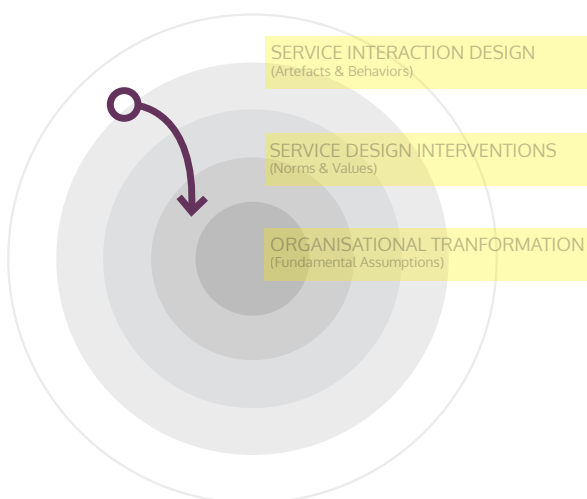 SERVICE INTERACTION DESIGN
(Artefacts & Behaviors)
SERVICE DESIGN INTERVENTIONS
(Norms & Values)
ORGANISATIONAL TRANFORMATION
(Fundamental Assumptions)